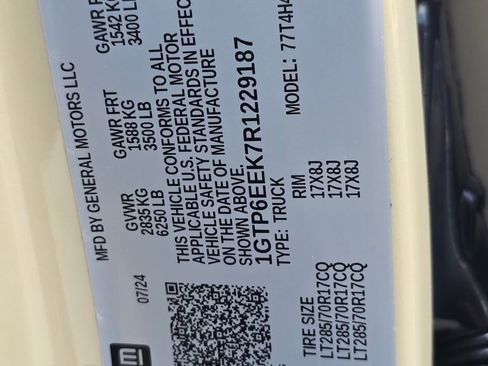 MFD BY GENERAL MOTORS LLC
07/24
GVWR
2835 KG
6250 LB
GAWR FRT
1588 KG
3500 LB
GAWR RR
1542 KG
3400 LB
THIS VEHICLE CONFORMS TO ALL
APPLICABLE U.S. FEDERAL MOTOR
VEHICLE SAFETY STANDARDS IN EFFECT
ON THE DATE OF MANUFACTURE
SHOWN ABOVE.
1GTP6EEK7R1229187
TYPE: TRUCK
MODEL: 77T4H4
gm
TIRE SIZE
LT285/70R17CQ
LT285/70R17CQ
LT285/70R17CQ
RIM
17X8J
17X8J
17X8J